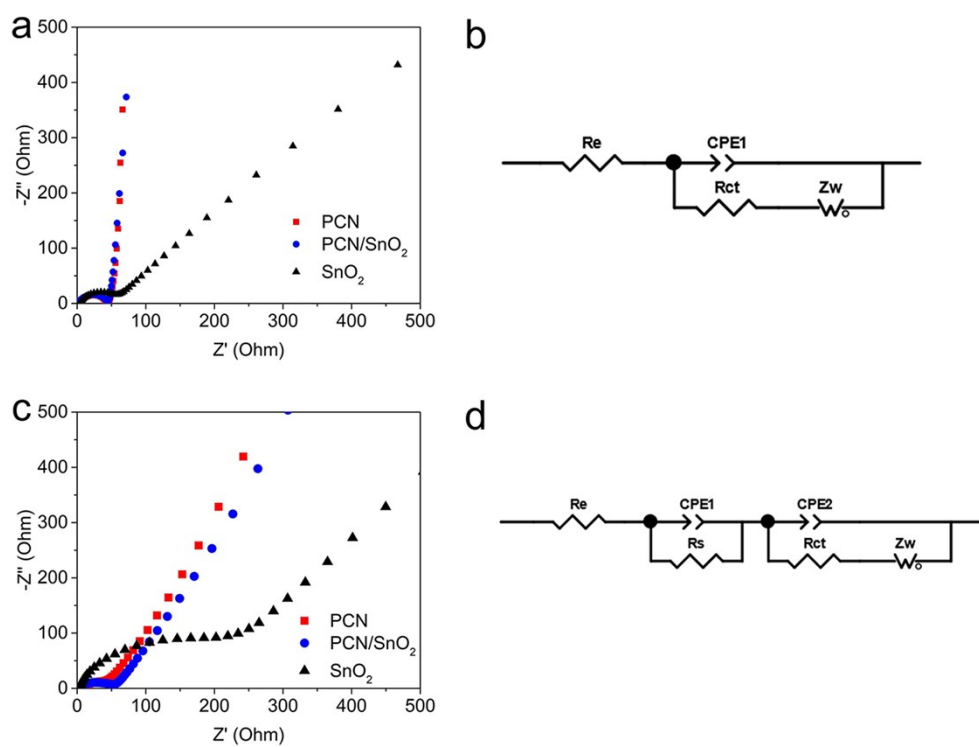 a
500
400
300
200
100
0
-Z" (Ohm)
0 100 200 300 400 500
Z' (Ohm)
PCN
PCN/SnO₂
SnO₂
b
Re
CPE1
Rct
Zw
c
500
400
300
200
100
0
-Z" (Ohm)
0 100 200 300 400 500
Z' (Ohm)
PCN
PCN/SnO₂
SnO₂
d
Re
CPE1
CPE2
Rs
Rct
Zw